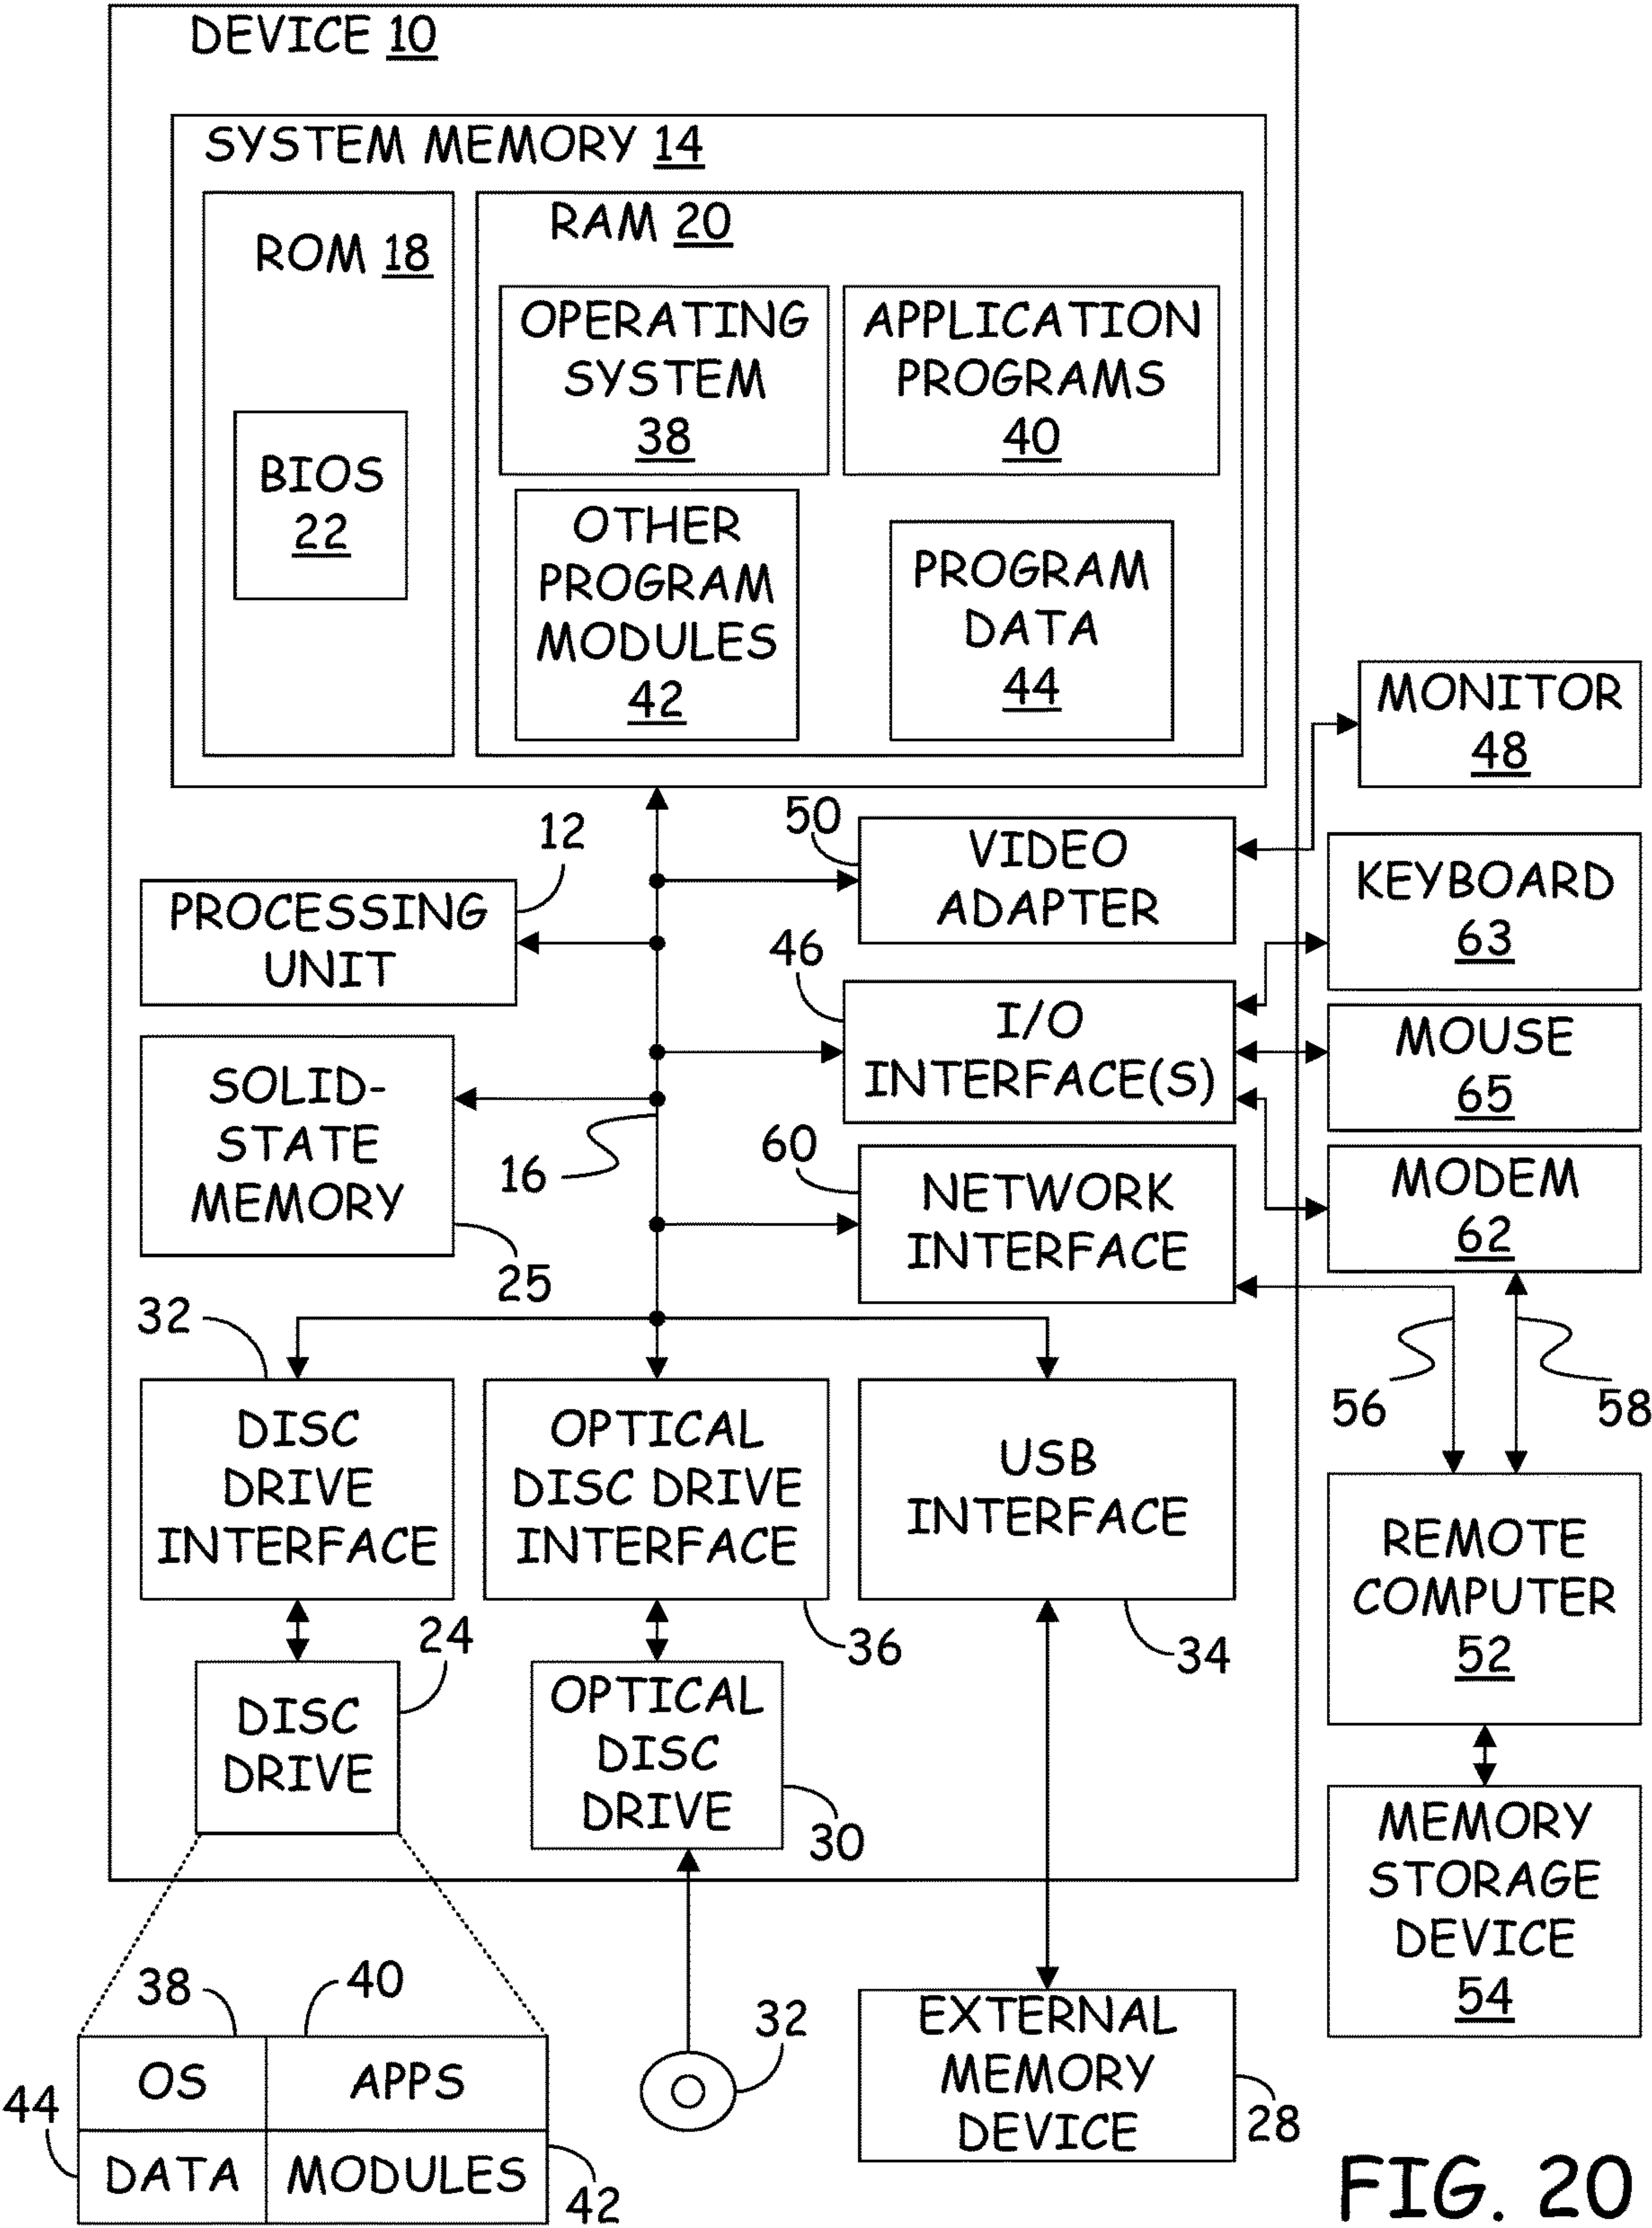 DEVICE 10
SYSTEM MEMORY 14
ROM 18
BIOS
22
RAM 20
OPERATING
SYSTEM
38
APPLICATION
PROGRAMS
40
OTHER
PROGRAM
MODULES
42
PROGRAM
DATA
44
MONITOR
48
12
PROCESSING
UNIT
50
VIDEO
ADAPTER
KEYBOARD
63
46
I/O
INTERFACE(S)
MOUSE
65
SOLID-
STATE
MEMORY
25
16
60
NETWORK
INTERFACE
MODEM
62
56
58
32
DISC
DRIVE
INTERFACE
OPTICAL
DISC DRIVE
INTERFACE
36
USB
INTERFACE
34
REMOTE
COMPUTER
52
24
DISC
DRIVE
OPTICAL
DISC
DRIVE
30
MEMORY
STORAGE
DEVICE
54
38
40
OS
APPS
44
DATA
MODULES
42
32
EXTERNAL
MEMORY
DEVICE
28
FIG. 20